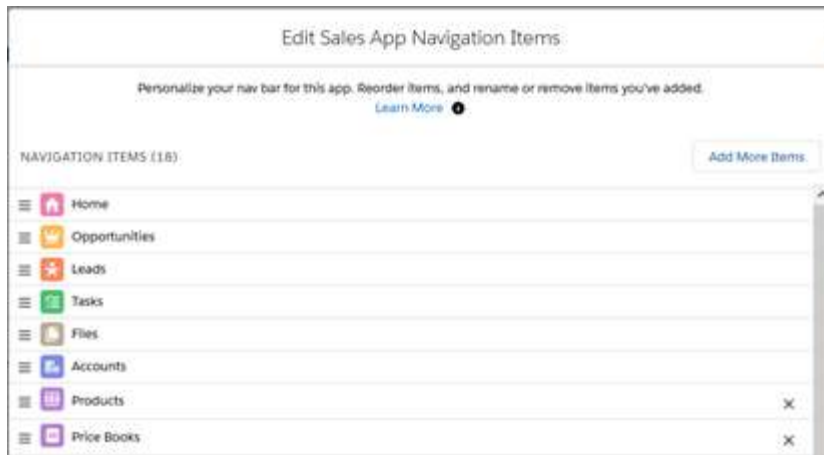 Edit Sales App Navigation Items
Personalize your nav bar for this app. Reorder items, and rename or remove items you've added.
Learn More
NAVIGATION ITEMS (18)
Add More Items
Home
Opportunities
Leads
Tasks
Files
Accounts
Products
Price Books